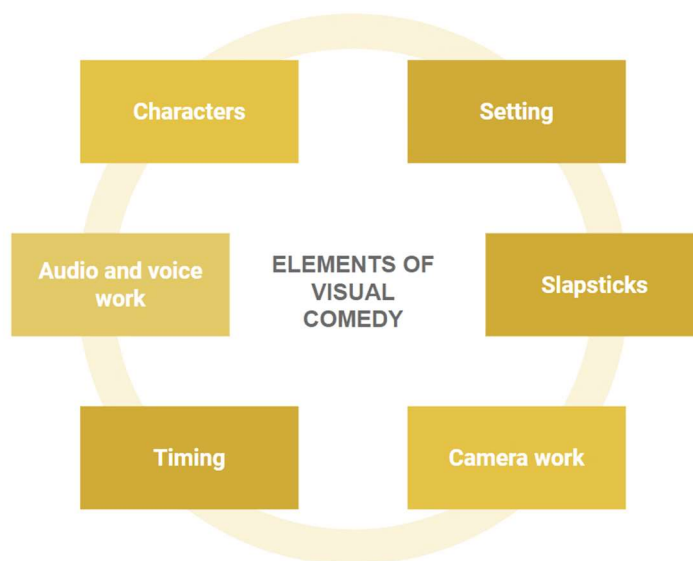 Characters
Setting
Audio and voice
work
ELEMENTS OF
VISUAL
COMEDY
Slapsticks
Timing
Camera work